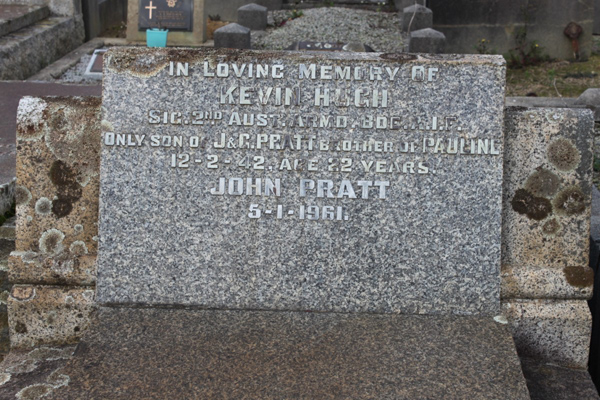 IN LOVING MEMORY OF
KEVIN HUGH
SIG. 2ND AUST. ARMD. BDE. A.I.F.
ONLY SON OF J.&G. PRATT BROTHER OF PAULINE
12-2-42, AGE 22 YEARS.
JOHN PRATT
5-1-1961.